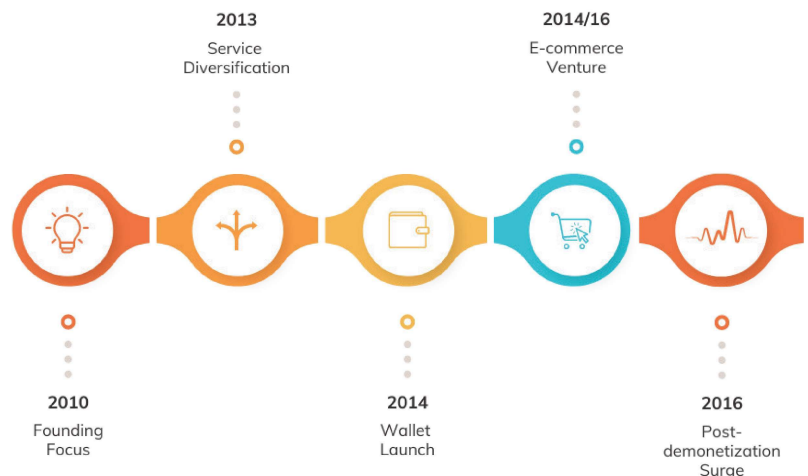 2010
Founding
Focus
2013
Service
Diversification
2014
Wallet
Launch
2014/16
E-commerce
Venture
2016
Post-
demonetization
Surge